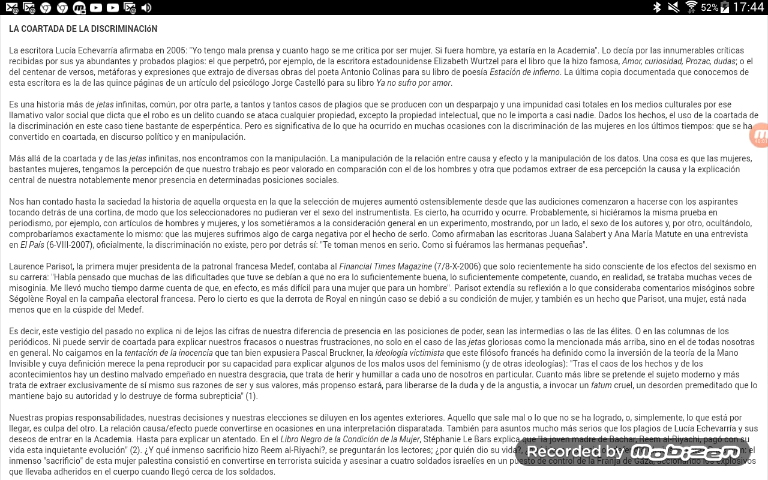 52% 17:44
LA COARTADA DE LA DISCRIMINACIóN
La escritora Lucía Echevarría afirmaba en 2005: "Yo tengo mala prensa y cuanto hago se me critica por ser mujer. Si fuera hombre, ya estaría en la Academia". Lo decía por las innumerables críticas
recibidas por sus ya abundantes y probados plagios: el que perpetró, por ejemplo, de la escritora estadounidense Elizabeth Wurtzel para el libro que la hizo famosa, Amor, curiosidad, Prozac, dudas; o el
del centenar de versos, metáforas y expresiones que extrajo de diversas obras del poeta Antonio Colinas para su libro de poesía Estación de infierno. La última copia documentada que conocemos de
esta escritora es la de las quince páginas de un artículo del psicólogo Jorge Castelló para su libro Ya no sufro por amor.
Es una historia más de jetas infinitas, común, por otra parte, a tantos y tantos casos de plagios que se producen con un desparpajo y una impunidad casi totales en los medios culturales por ese
llamativo valor social que dicta que el robo es un delito cuando se ataca cualquier propiedad, excepto la propiedad intelectual, que no le importa a casi nadie. Dados los hechos, el uso de la coartada de
la discriminación en este caso tiene bastante de esperpéntica. Pero es significativa de lo que ha ocurrido en muchas ocasiones con la discriminación de las mujeres en los últimos tiempos: que se ha
convertido en coartada, en discurso político y en manipulación.
Más allá de la coartada y de las jetas infinitas, nos encontramos con la manipulación. La manipulación de la relación entre causa y efecto y la manipulación de los datos. Una cosa es que las mujeres,
bastantes mujeres, tengamos la percepción de que nuestro trabajo es peor valorado en comparación con el de los hombres y otra que podamos extraer de esa percepción la causa y la explicación
central de nuestra notablemente menor presencia en determinadas posiciones sociales.
Nos han contado hasta la saciedad la historia de aquella orquesta en la que la selección de mujeres aumentó ostensiblemente desde que las audiciones comenzaron a hacerse con los aspirantes
tocando detrás de una cortina, de modo que los seleccionadores no pudieran ver el sexo del instrumentista. Es cierto, ha ocurrido y ocurre. Probablemente, si hiciéramos la misma prueba en
periodismo, por ejemplo, con artículos de hombres y mujeres, y los sometiéramos a la consideración general en un experimento, mostrando, por un lado, el sexo de los autores y, por otro, ocultándolo,
comprobaríamos exactamente lo mismo: que las mujeres sufrimos algo de carga negativa por el hecho de serlo. Como afirmaban las escritoras Juana Salabert y Ana María Matute en una entrevista
en El País (6-VIII-2007), oficialmente, la discriminación no existe, pero por detrás sí: "Te toman menos en serio. Como si fuéramos las hermanas pequeñas".
Laurence Parisot, la primera mujer presidenta de la patronal francesa Medef, contaba al Financial Times Magazine (7/8-X-2006) que solo recientemente ha sido consciente de los efectos del sexismo en
su carrera: "Había pensado que muchas de las dificultades que tuve se debían a que no era lo suficientemente buena, lo suficientemente competente, cuando, en realidad, se trataba muchas veces de
misoginia. Me llevó mucho tiempo darme cuenta de que, en efecto, es más difícil para una mujer que para un hombre". Parisot extendía su reflexión a lo que consideraba comentarios misóginos sobre
Ségolène Royal en la campaña electoral francesa. Pero lo cierto es que la derrota de Royal en ningún caso se debió a su condición de mujer, y también es un hecho que Parisot, una mujer, está nada
menos que en la cúspide del Medef.
Es decir, este vestigio del pasado no explica ni de lejos las cifras de nuestra diferencia de presencia en las posiciones de poder, sean las intermedias o las de las élites. O en las columnas de los
periódicos. Ni puede servir de coartada para explicar nuestros fracasos o nuestras frustraciones, no solo en el caso de las jetas gloriosas como la mencionada más arriba, sino en el de todas nosotras
en general. No caigamos en la tentación de la inocencia que tan bien expusiera Pascal Bruckner, la ideología victimista que este filósofo francés ha definido como la inversión de la teoría de la Mano
Invisible y cuya definición merece la pena reproducir por su capacidad para explicar algunos de los malos usos del feminismo (y de otras ideologías): "Tras el caos de los hechos y de los
acontecimientos hay un destino malvado empeñado en nuestra desgracia, que trata de herir y humillar a cada uno de nosotros en particular. Cuanto más libre se pretende el sujeto moderno y más
trata de extraer exclusivamente de sí mismo sus razones de ser y sus valores, más propenso estará, para liberarse de la duda y de la angustia, a invocar un fatum cruel, un desorden premeditado que lo
mantiene bajo su autoridad y lo destruye de forma subrepticia" (1).
Nuestras propias responsabilidades, nuestras decisiones y nuestras elecciones se diluyen en los agentes exteriores. Aquello que sale mal o lo que no se ha logrado, o, simplemente, lo que está por
llegar, es culpa del otro. La relación causa/efecto puede convertirse en ocasiones en una interpretación disparatada. También para asuntos mucho más serios que los plagios de Lucía Echevarría y sus
deseos de entrar en la Academia. Hasta para explicar un atentado. En el Libro Negro de la Condición de la Mujer, Stéphanie Le Bars explica que "la joven madre de Bachar, Reem al-Riyachi, pagó con su
vida esta inquietante evolución" (2). ¿Y qué inmenso sacrificio hizo Reem al-Riyachi?, se preguntarán los lectores; ¿por quién dio su vida?,
inmenso "sacrificio" de esta mujer palestina consistió en convertirse en terrorista suicida y asesinar a cuatro soldados israelíes en un puesto de control de la Franja de Gaza, accionando los explosivos
que llevaba adheridos en el cuerpo cuando llegó cerca de los soldados.
Recorded by Mobizen